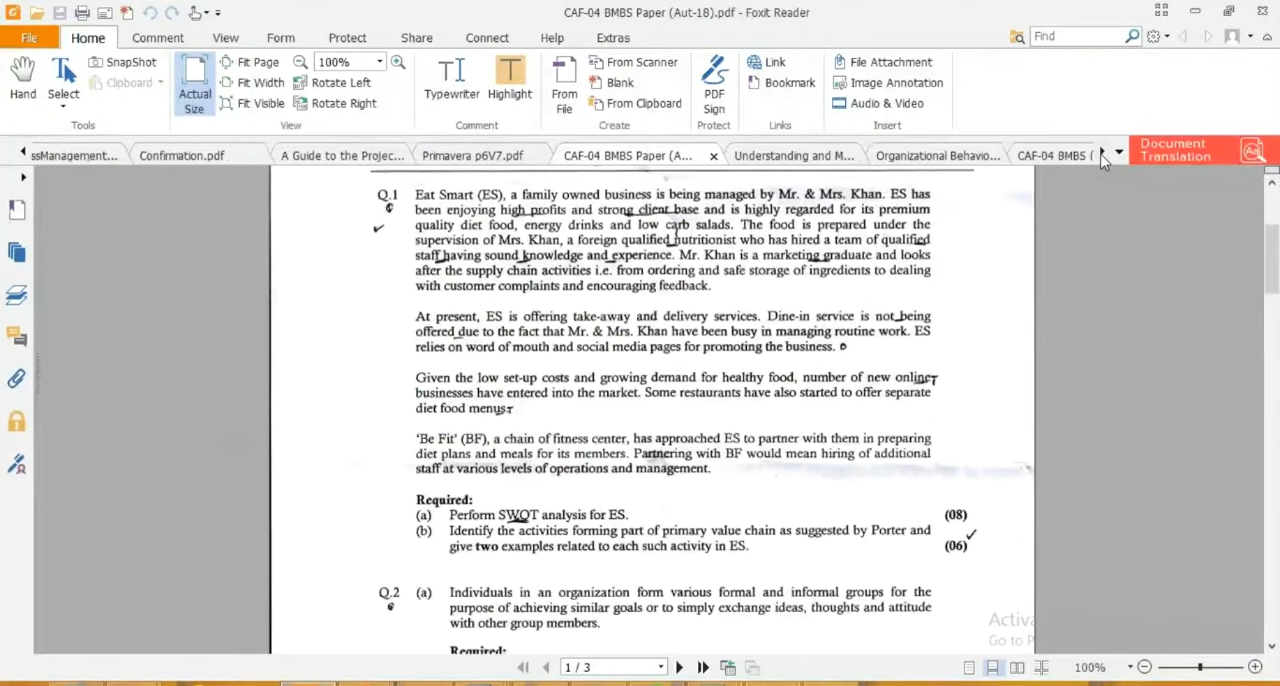 CAF-04 BMBS Paper (Aut-18).pdf - Foxit Reader
File Home Comment View Form Protect Share Connect Help Extras Find
SnapShot
Clipboard
Hand Select
Tools
Actual Size
Fit Page
Fit Width
Fit Visible
100%
Rotate Left
Rotate Right
View
Typewriter Highlight
Comment
From File
From Scanner
Blank
From Clipboard
Create
PDF Sign
Protect
Link
Bookmark
Links
File Attachment
Image Annotation
Audio & Video
Insert
ssManagement... Confirmation.pdf A Guide to the Projec... Primavera p6V7.pdf CAF-04 BMBS Paper (A... Understanding and M... Organizational Behavio... CAF-04 BMBS (
Document
Translation
Q.1 Eat Smart (ES), a family owned business is being managed by Mr. & Mrs. Khan. ES has
been enjoying high profits and strong client base and is highly regarded for its premium
quality diet food, energy drinks and low carb salads. The food is prepared under the
supervision of Mrs. Khan, a foreign qualified nutritionist who has hired a team of qualified
staff having sound knowledge and experience. Mr. Khan is a marketing graduate and looks
after the supply chain activities i.e. from ordering and safe storage of ingredients to dealing
with customer complaints and encouraging feedback.
At present, ES is offering take-away and delivery services. Dine-in service is not being
offered due to the fact that Mr. & Mrs. Khan have been busy in managing routine work. ES
relies on word of mouth and social media pages for promoting the business.
Given the low set-up costs and growing demand for healthy food, number of new online
businesses have entered into the market. Some restaurants have also started to offer separate
diet food menus.
'Be Fit' (BF), a chain of fitness center, has approached ES to partner with them in preparing
diet plans and meals for its members. Partnering with BF would mean hiring of additional
staff at various levels of operations and management.
Required:
(a) Perform SWOT analysis for ES. (08)
(b) Identify the activities forming part of primary value chain as suggested by Porter and
give two examples related to each such activity in ES. (06)
Q.2 (a) Individuals in an organization form various formal and informal groups for the
purpose of achieving similar goals or to simply exchange ideas, thoughts and attitude
with other group members.
Required:
Activa
Go to P
1 / 3
100%